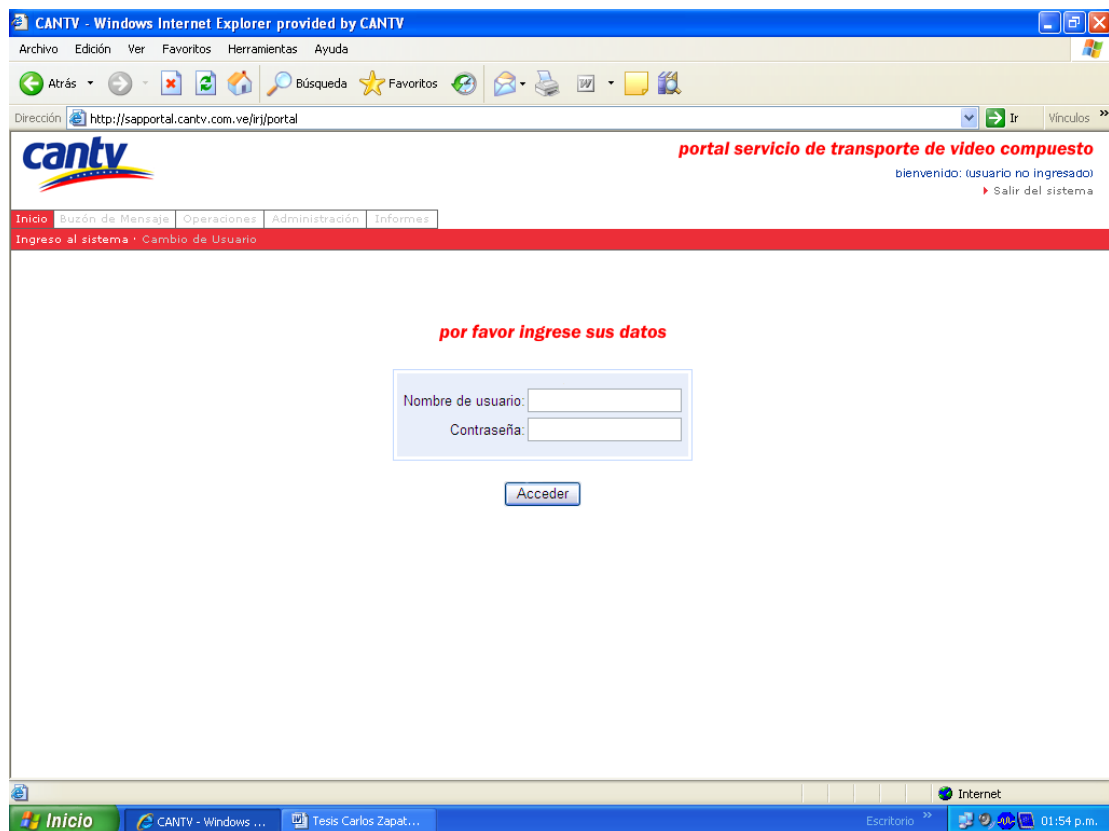 CANTV - Windows Internet Explorer provided by CANTV
Archivo Edición Ver Favoritos Herramientas Ayuda
Atrás Búsqueda Favoritos
Dirección http://sapportal.cantv.com.ve/irj/portal Ir Vínculos »
cantv
portal servicio de transporte de video compuesto
bienvenido: (usuario no ingresado)
Salir del sistema
Inicio Buzón de Mensaje Operaciones Administración Informes
Ingreso al sistema · Cambio de Usuario
por favor ingrese sus datos
Nombre de usuario:
Contraseña:
Acceder
Internet
Inicio CANTV - Windows ... Tesis Carlos Zapat... Escritorio » 01:54 p.m.